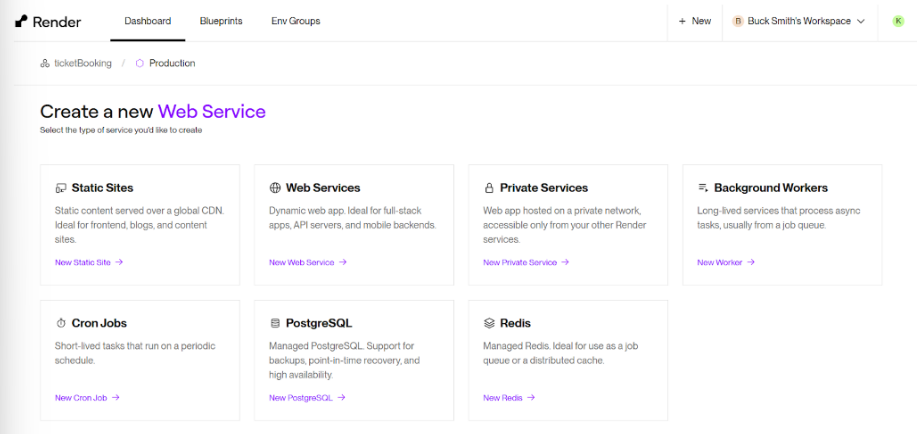 Render Dashboard Blueprints Env Groups + New B Buck Smith's Workspace K
ticketBooking / Production
Create a new Web Service
Select the type of service you'd like to create
Static Sites
Static content served over a global CDN.
Ideal for frontend, blogs, and content
sites.
New Static Site →
Web Services
Dynamic web app. Ideal for full-stack
apps, API servers, and mobile backends.
New Web Service →
Private Services
Web app hosted on a private network,
accessible only from your other Render
services.
New Private Service →
Background Workers
Long-lived services that process async
tasks, usually from a job queue.
New Worker →
Cron Jobs
Short-lived tasks that run on a periodic
schedule.
New Cron Job →
PostgreSQL
Managed PostgreSQL. Support for
backups, point-in-time recovery, and
high availability.
New PostgreSQL →
Redis
Managed Redis. Ideal for use as a job
queue or a distributed cache.
New Redis →